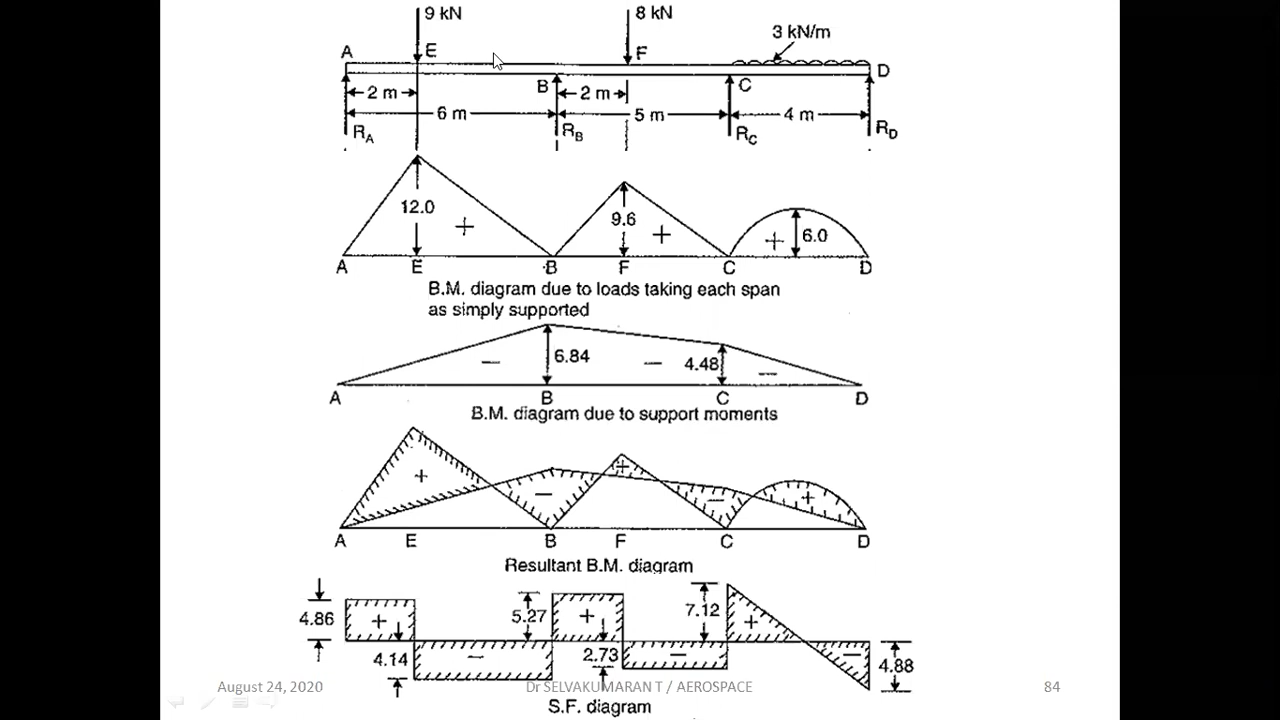 9 kN
8 kN
3 kN/m
A
E
F
D
B
C
2 m
2 m
6 m
5 m
4 m
R_A
R_B
R_C
R_D
12.0
+
9.6
+
+
6.0
A
E
B
F
C
D
B.M. diagram due to loads taking each span
as simply supported
6.84
4.48
−
−
−
A
B
C
D
B.M. diagram due to support moments
+
−
+
−
+
A
E
B
F
C
D
Resultant B.M. diagram
4.86
+
4.14
−
5.27
+
2.73
−
7.12
+
−
4.88
August 24, 2020
Dr SELVAKUMARAN T / AEROSPACE
84
S.F. diagram